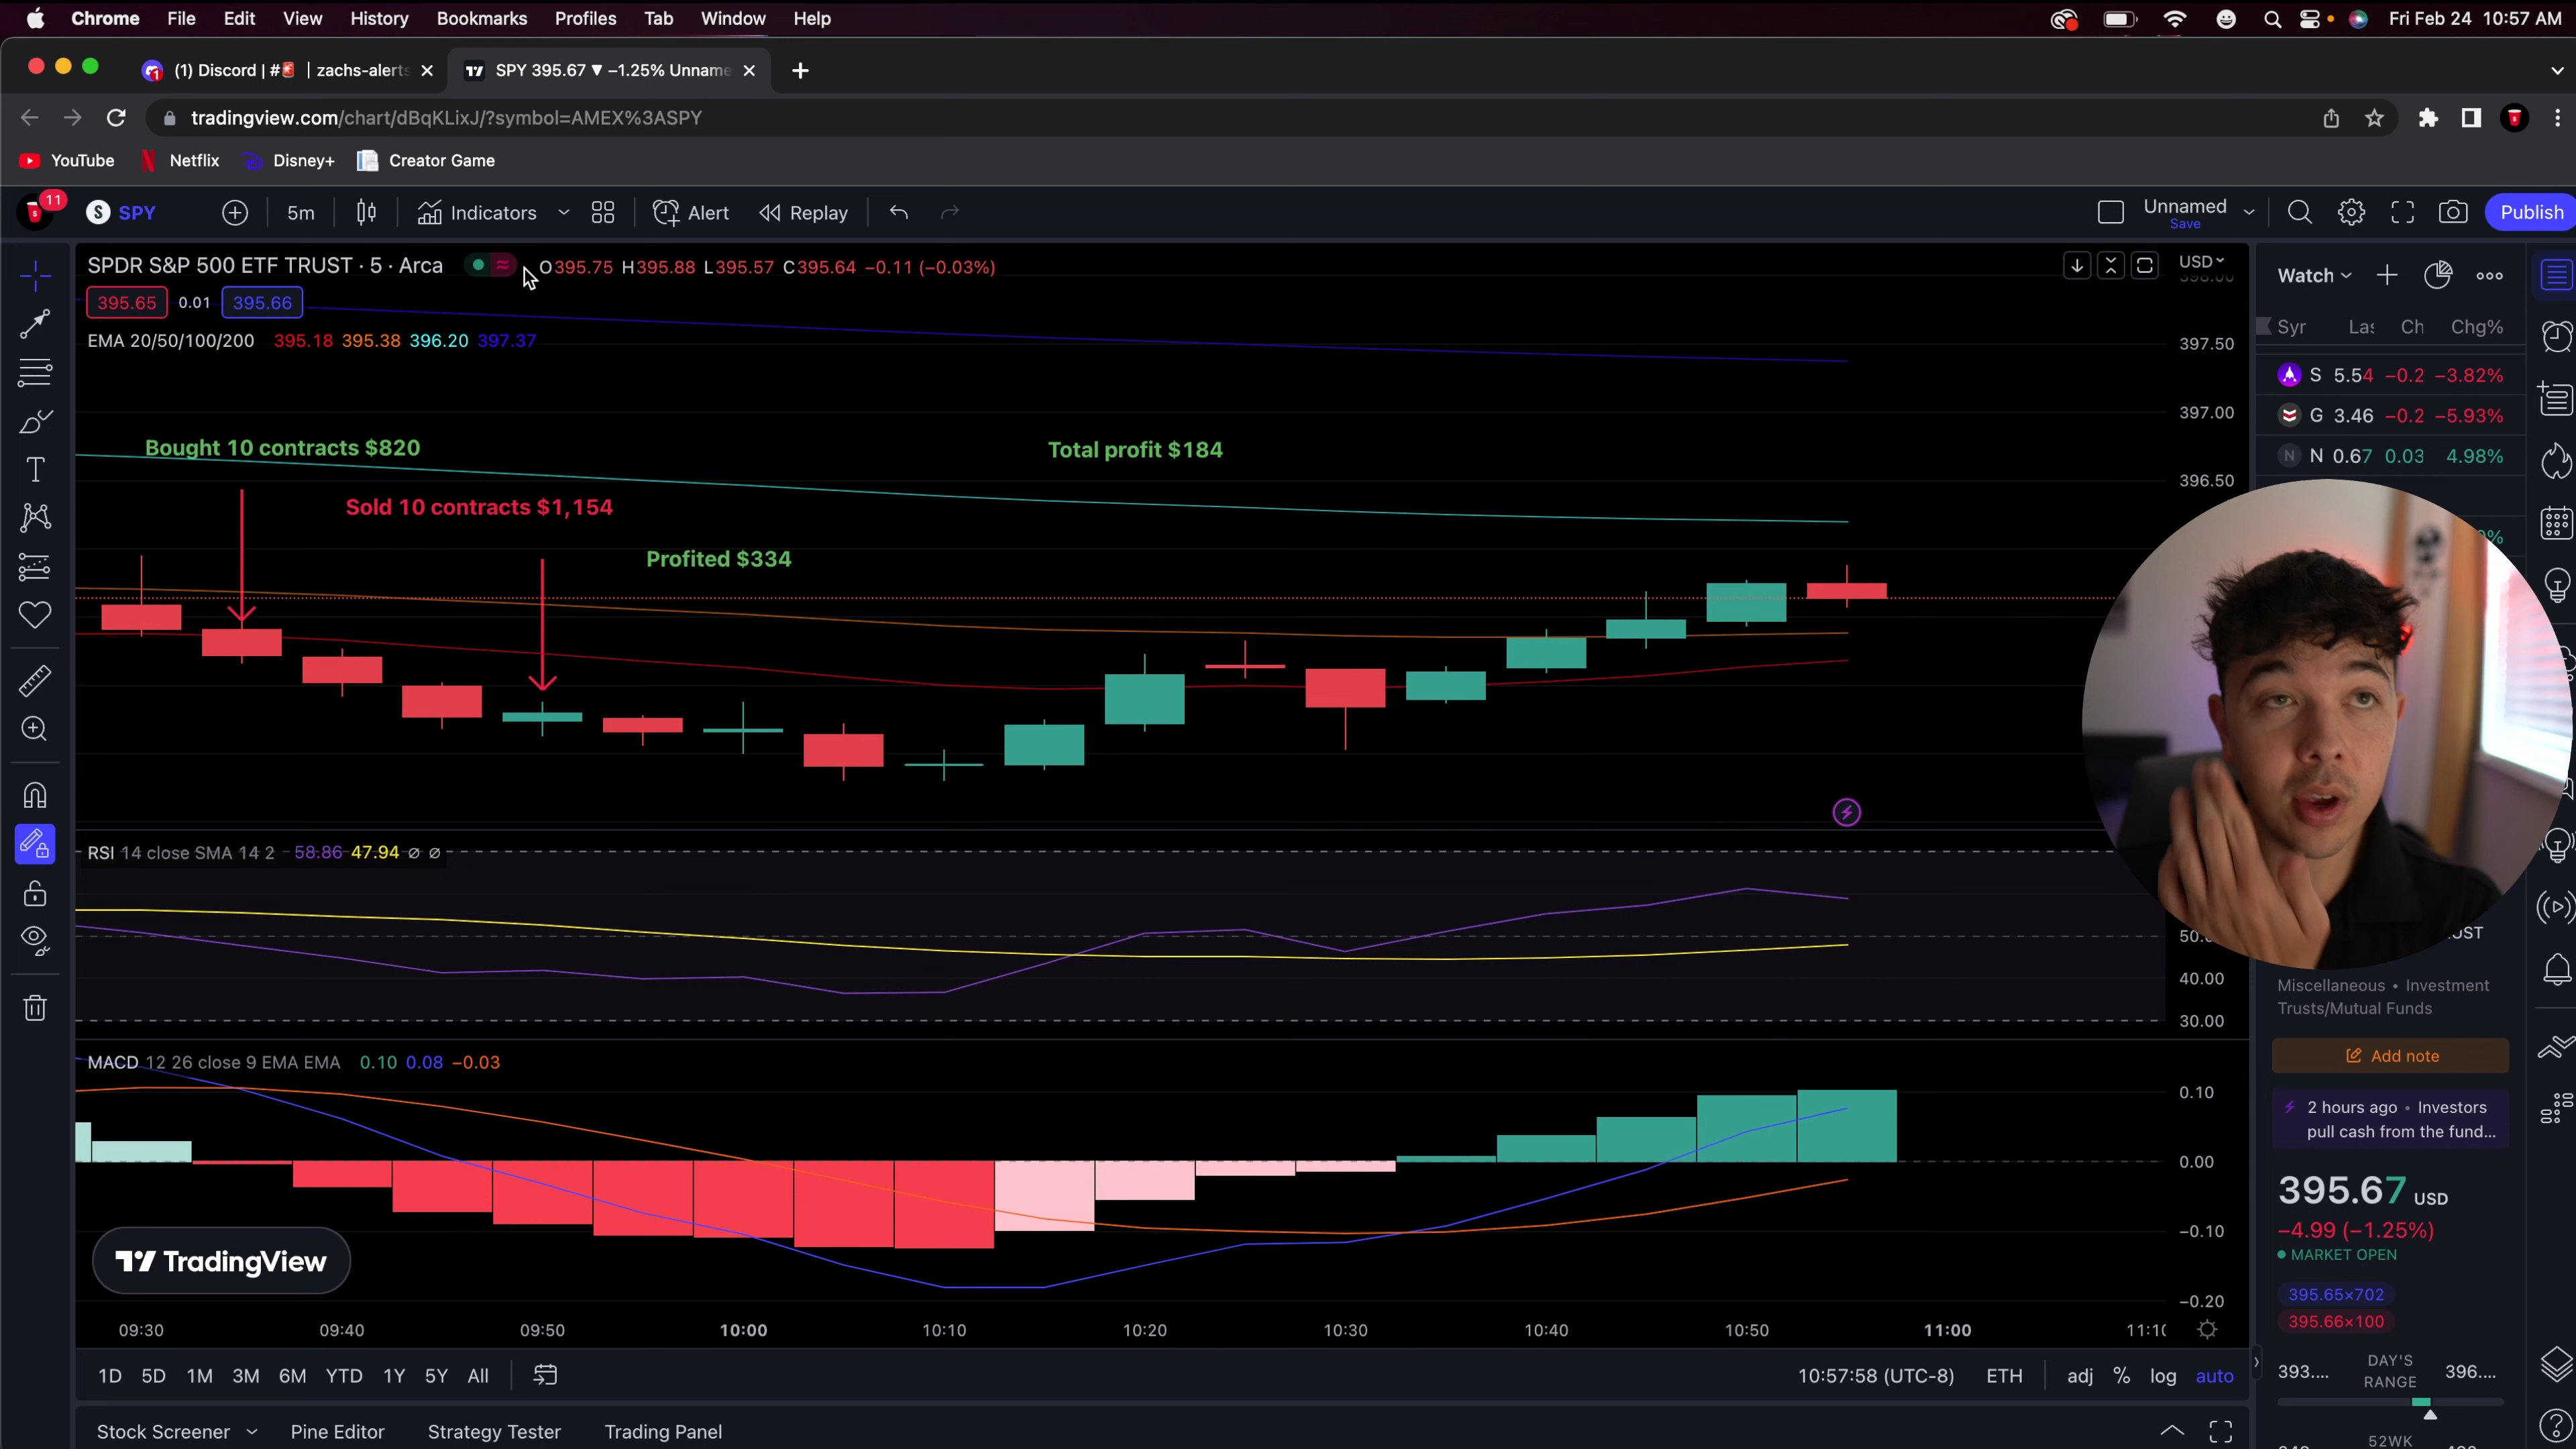 Chrome File Edit View History Bookmarks Profiles Tab Window Help Fri Feb 24 10:57 AM
(1) Discord | # | zachs-alerts SPY 395.67 ▼ −1.25% Unname
tradingview.com/chart/dBqKLixJ/?symbol=AMEX%3ASPY
YouTube Netflix Disney+ Creator Game
11 S SPY 5m Indicators Alert Replay Unnamed Publish
Save
SPDR S&P 500 ETF TRUST · 5 · Arca O395.75 H395.88 L395.57 C395.64 −0.11 (−0.03%) USD
398.00
395.65 0.01 395.66
EMA 20/50/100/200 395.18 395.38 396.20 397.37
397.50
397.00
396.50
Bought 10 contracts $820
Total profit $184
Sold 10 contracts $1,154
Profited $334
RSI 14 close SMA 14 2 58.86 47.94 ∅ ∅
40.00
30.00
MACD 12 26 close 9 EMA EMA 0.10 0.08 −0.03
0.10
0.00
−0.10
−0.20
TradingView
09:30 09:40 09:50 10:00 10:10 10:20 10:30 10:40 10:50 11:00
1D 5D 1M 3M 6M YTD 1Y 5Y All 10:57:58 (UTC-8) ETH adj % log auto
Stock Screener Pine Editor Strategy Tester Trading Panel
Watch
Syr Las Ch Chg%
S 5.54 −0.2 −3.82%
G 3.46 −0.2 −5.93%
N N 0.67 0.03 4.98%
Miscellaneous • Investment
Trusts/Mutual Funds
Add note
2 hours ago • Investors
pull cash from the fund...
395.67 USD
−4.99 (−1.25%)
MARKET OPEN
395.65×702
395.66×100
393.... DAY'S RANGE 396....
52WK